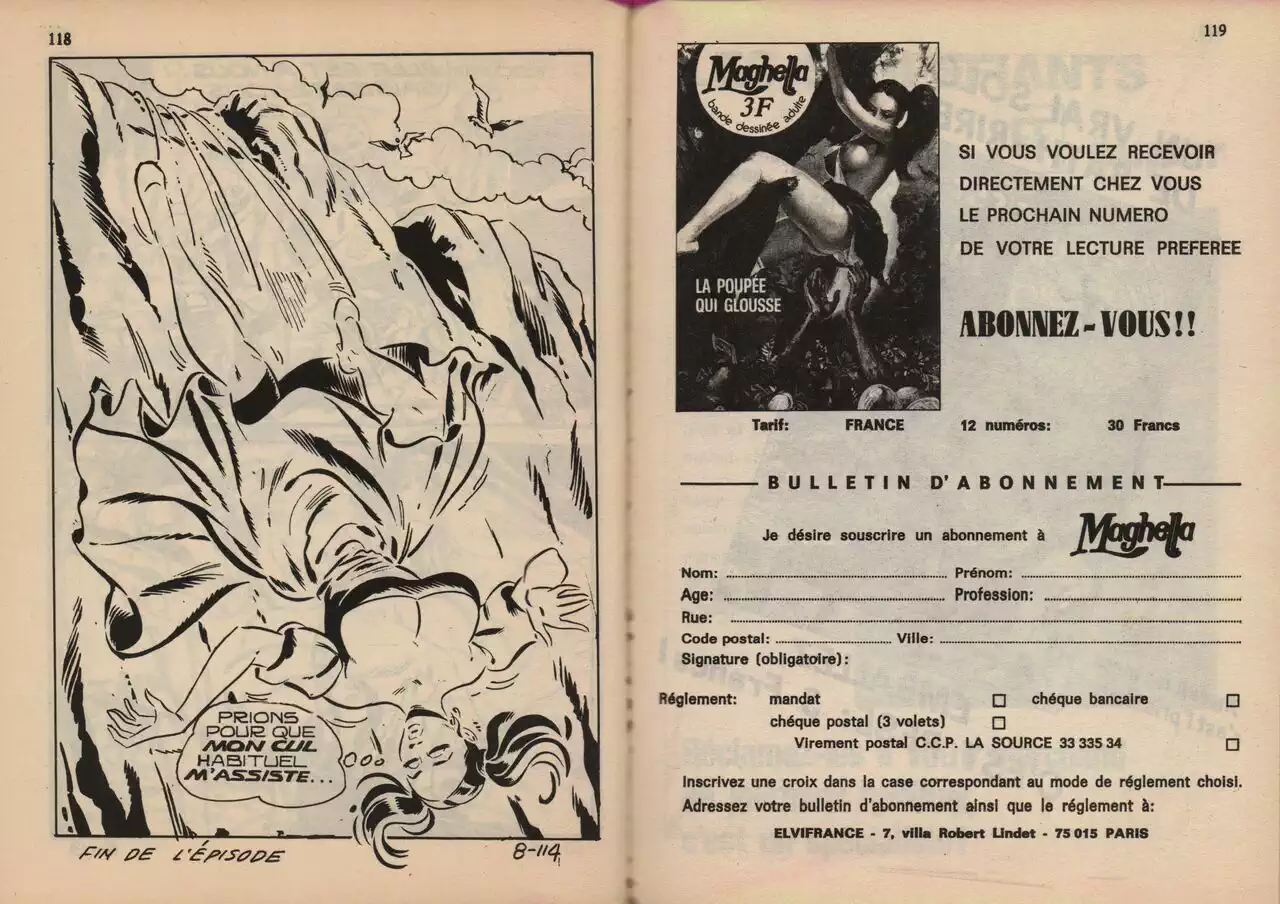 118
PRIONS
POUR QUE
MON CUL
HABITUEL
M'ASSISTE...
FIN DE L'ÉPISODE
8-114
119
Maghella
3F
bande dessinée adulte
LA POUPÉE
QUI GLOUSSE
SI VOUS VOULEZ RECEVOIR
DIRECTEMENT CHEZ VOUS
LE PROCHAIN NUMERO
DE VOTRE LECTURE PREFEREE
ABONNEZ-VOUS!!
Tarif: FRANCE 12 numéros: 30 Francs
BULLETIN D'ABONNEMENT
Je désire souscrire un abonnement à Maghella
Nom: Prénom:
Age: Profession:
Rue:
Code postal: Ville:
Signature (obligatoire):
Réglement: mandat □ chéque bancaire □
chéque postal (3 volets) □
Virement postal C.C.P. LA SOURCE 33 335 34 □
Inscrivez une croix dans la case correspondant au mode de réglement choisi.
Adressez votre bulletin d'abonnement ainsi que le réglement à:
ELVIFRANCE - 7, villa Robert Lindet - 75 015 PARIS